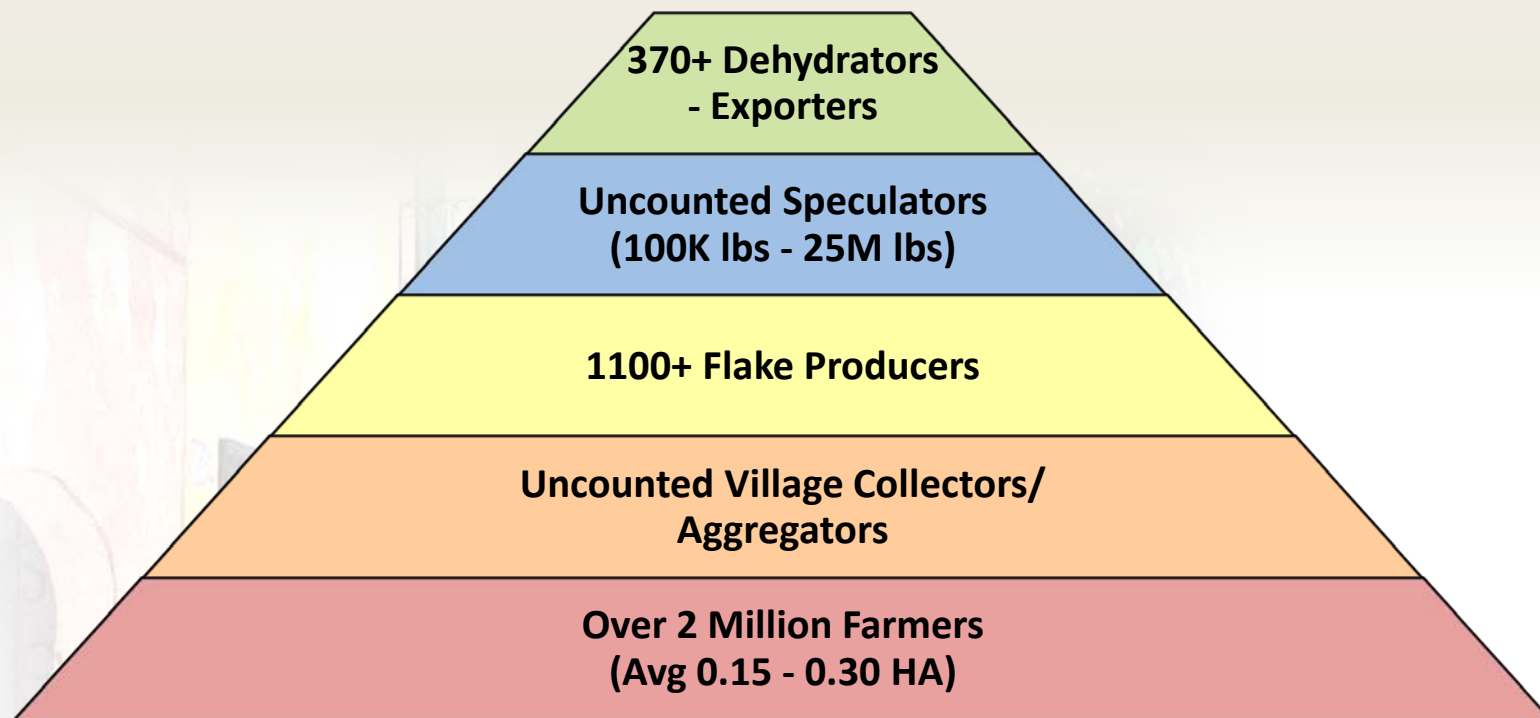 370+ Dehydrators
- Exporters
Uncounted Speculators
(100K lbs - 25M lbs)
1100+ Flake Producers
Uncounted Village Collectors/
Aggregators
Over 2 Million Farmers
(Avg 0.15 - 0.30 HA)